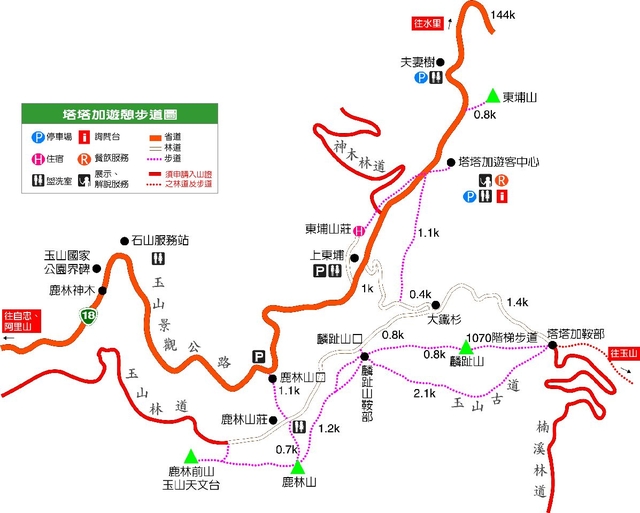 往水里
144k
夫妻樹
P
東埔山
0.8k
塔塔加遊憩步道圖
P 停車場
i 詢問台
省道
林道
步道
H 住宿
R 餐飲服務
盥洗室
展示、
解說服務
須申請入山證
之林道及步道
神木林道
塔塔加遊客中心
R
P
i
東埔山莊
H
1.1k
上東埔
P
石山服務站
玉山國家
公園界碑
鹿林神木
18
往自忠、
阿里山
玉山景觀公路
1k
0.4k
大鐵杉
1.4k
P
麟趾山口
0.8k
1070階梯步道
塔塔加鞍部
0.8k
麟趾山
往玉山
玉山林道
鹿林山口
1.1k
麟趾山鞍部
2.1k
玉山古道
鹿林山莊
1.2k
0.7k
楠溪林道
鹿林前山
玉山天文台
鹿林山